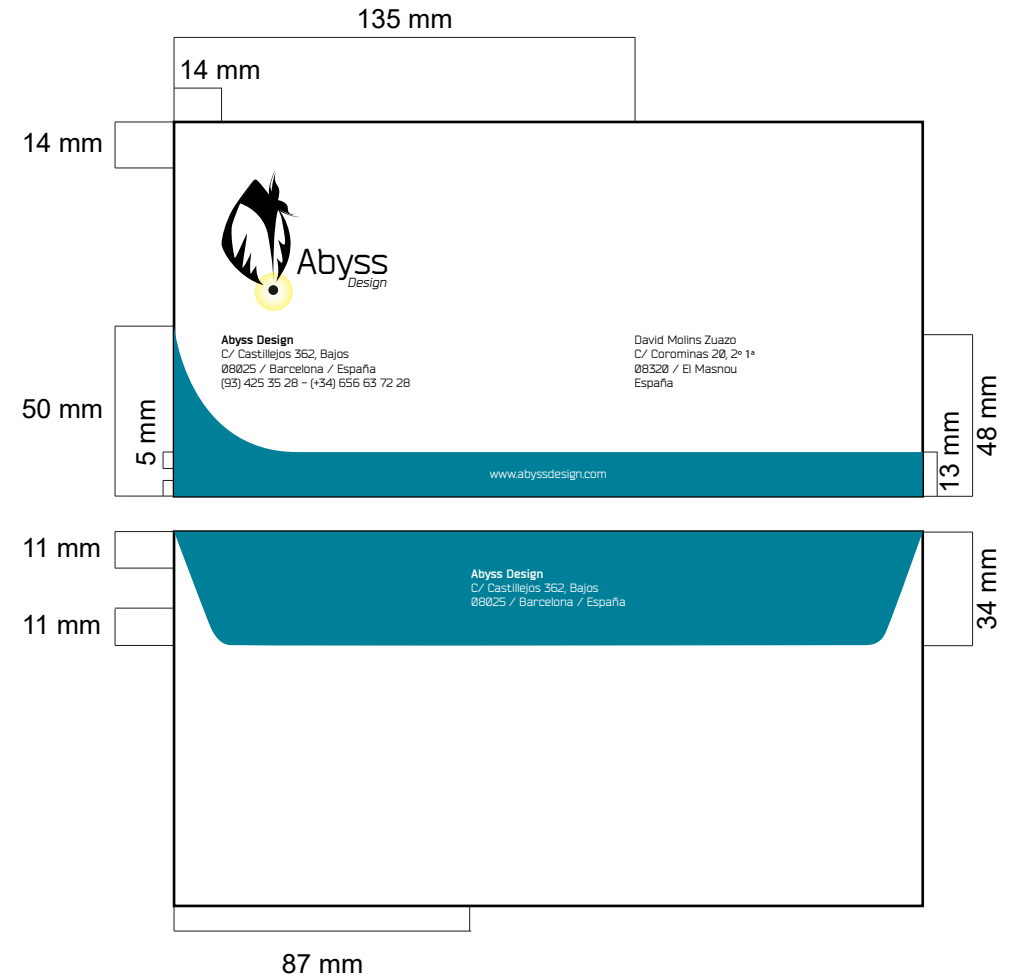 135 mm
14 mm
14 mm
Abyss
Design
Abyss Design
C/ Castillejos 362, Bajos
08025 / Barcelona / España
(93) 425 35 28 - (+34) 656 63 72 28
David Molins Zuazo
C/ Corominas 20, 2º 1ª
08320 / El Masnou
España
50 mm
5 mm
48 mm
13 mm
www.abyssdesign.com
11 mm
11 mm
34 mm
Abyss Design
C/ Castillejos 362, Bajos
08025 / Barcelona / España
87 mm